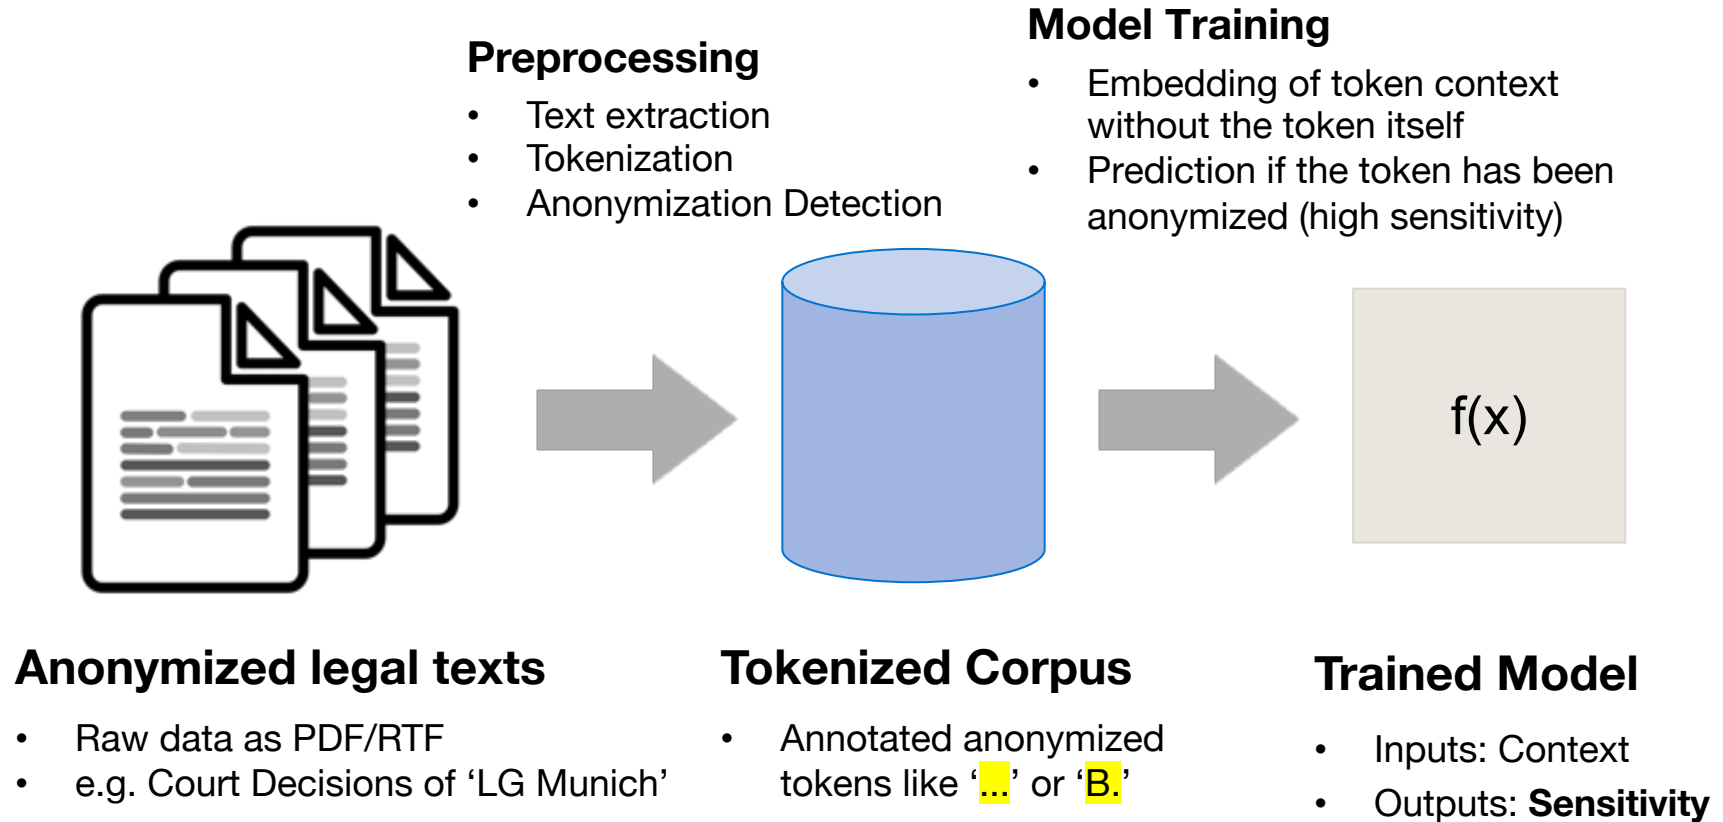 Preprocessing
• Text extraction
• Tokenization
• Anonymization Detection
Model Training
• Embedding of token context
without the token itself
• Prediction if the token has been
anonymized (high sensitivity)
f(x)
Anonymized legal texts
• Raw data as PDF/RTF
• e.g. Court Decisions of ‘LG Munich’
Tokenized Corpus
• Annotated anonymized
tokens like ‘...’ or ‘B.’
Trained Model
• Inputs: Context
• Outputs: Sensitivity